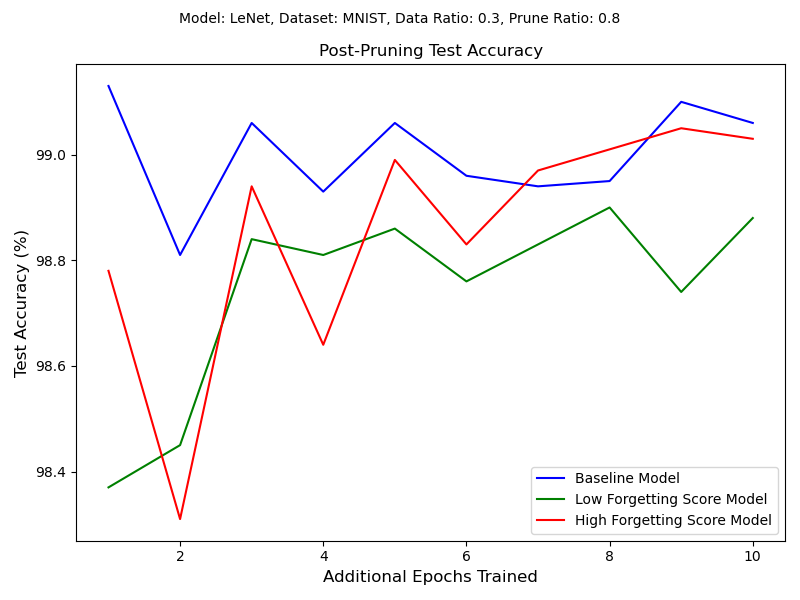 Model: LeNet, Dataset: MNIST, Data Ratio: 0.3, Prune Ratio: 0.8
Post-Pruning Test Accuracy
Test Accuracy (%)
99.0
98.8
98.6
98.4
2
4
6
8
10
Additional Epochs Trained
Baseline Model
Low Forgetting Score Model
High Forgetting Score Model